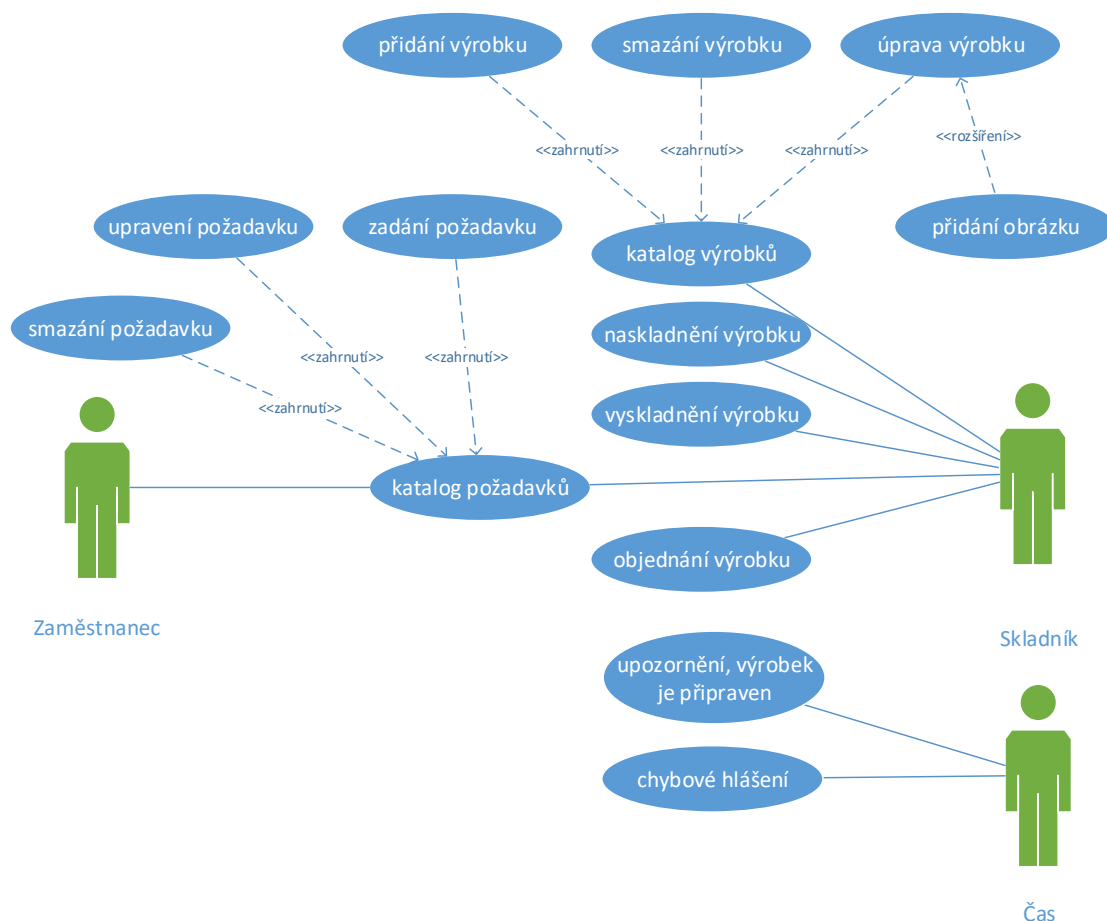 přidání výrobku
smazání výrobku
úprava výrobku
<<rozšíření>>
<<zahrnutí>>
<<zahrnutí>>
<<zahrnutí>>
upravení požadavku
zadání požadavku
přidání obrázku
katalog výrobků
smazání požadavku
naskladnění výrobku
<<zahrnutí>>
<<zahrnutí>>
<<zahrnutí>>
vyskladnění výrobku
katalog požadavků
objednání výrobku
Zaměstnanec
Skladník
upozornění, výrobek
je připraven
chybové hlášení
Čas